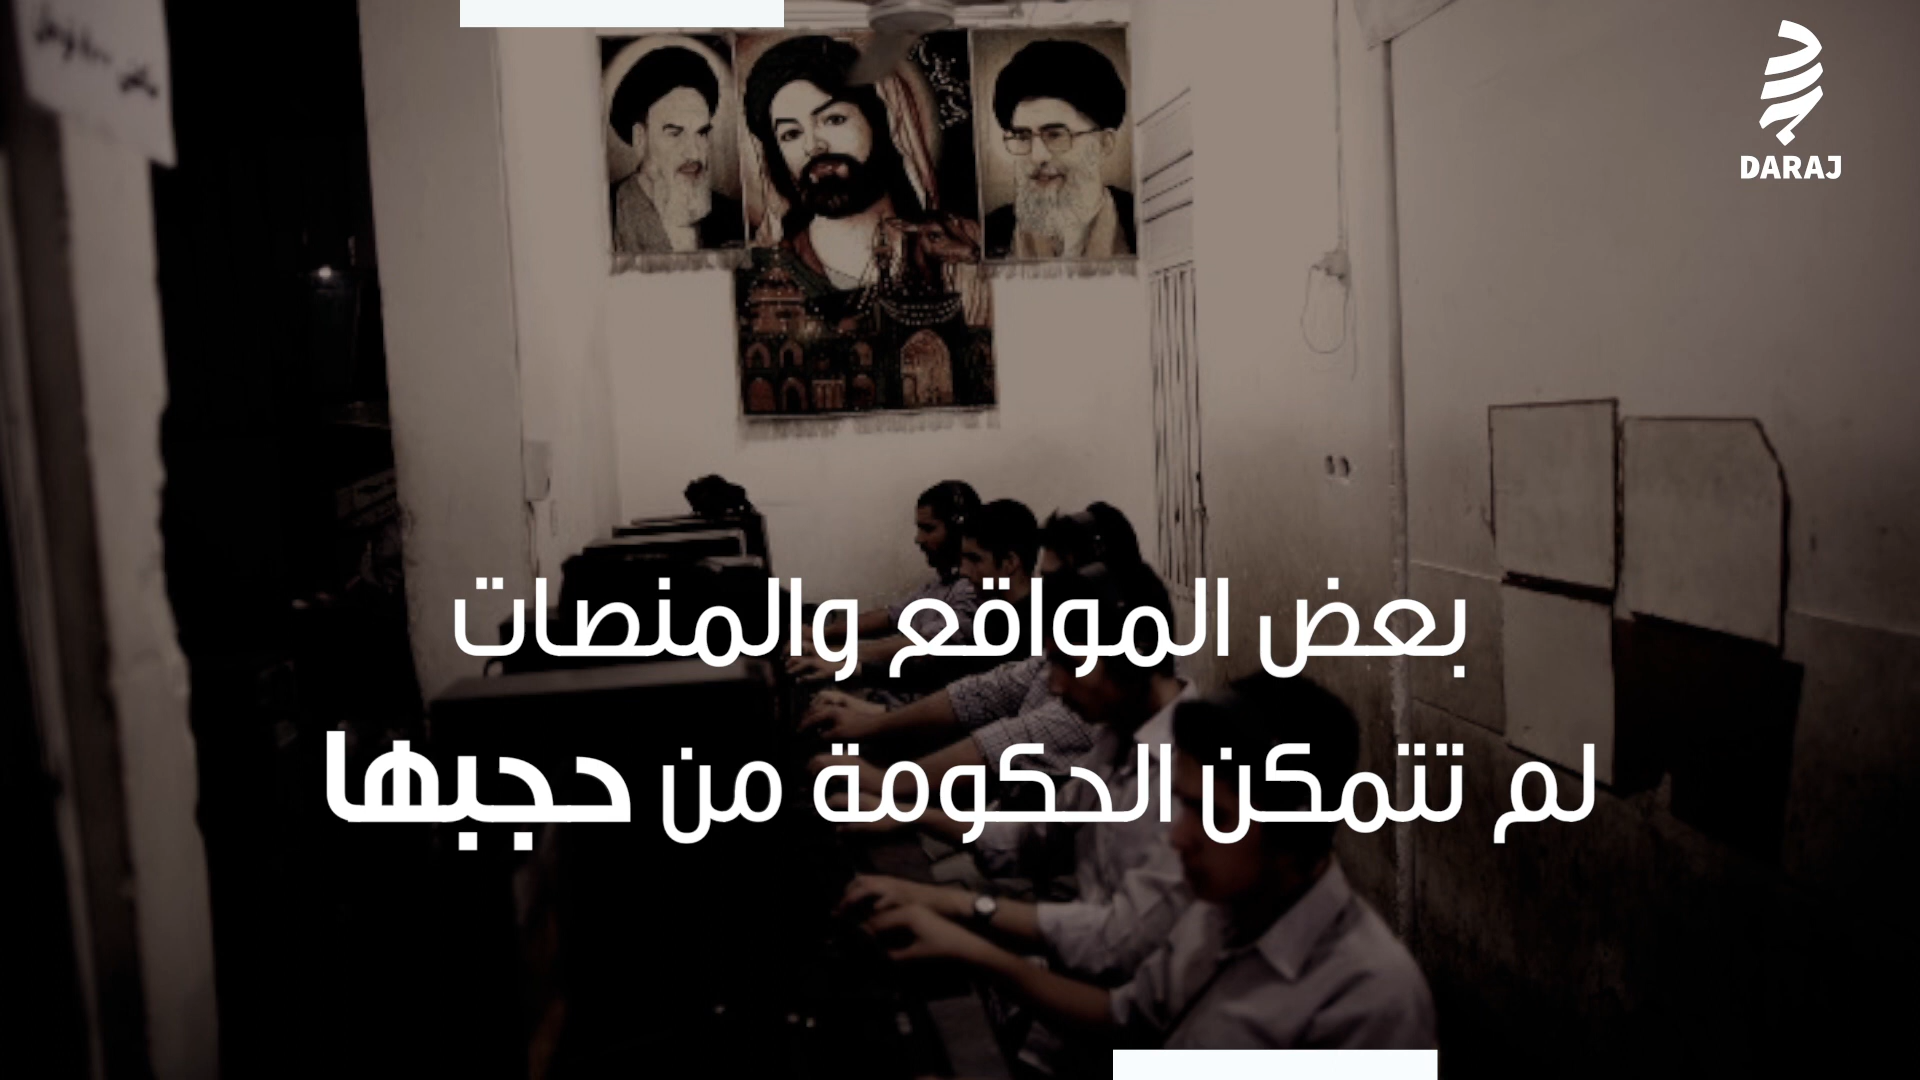 DARAJ
بعض المواقع والمنصات
لم تتمكن الحكومة من حجبها